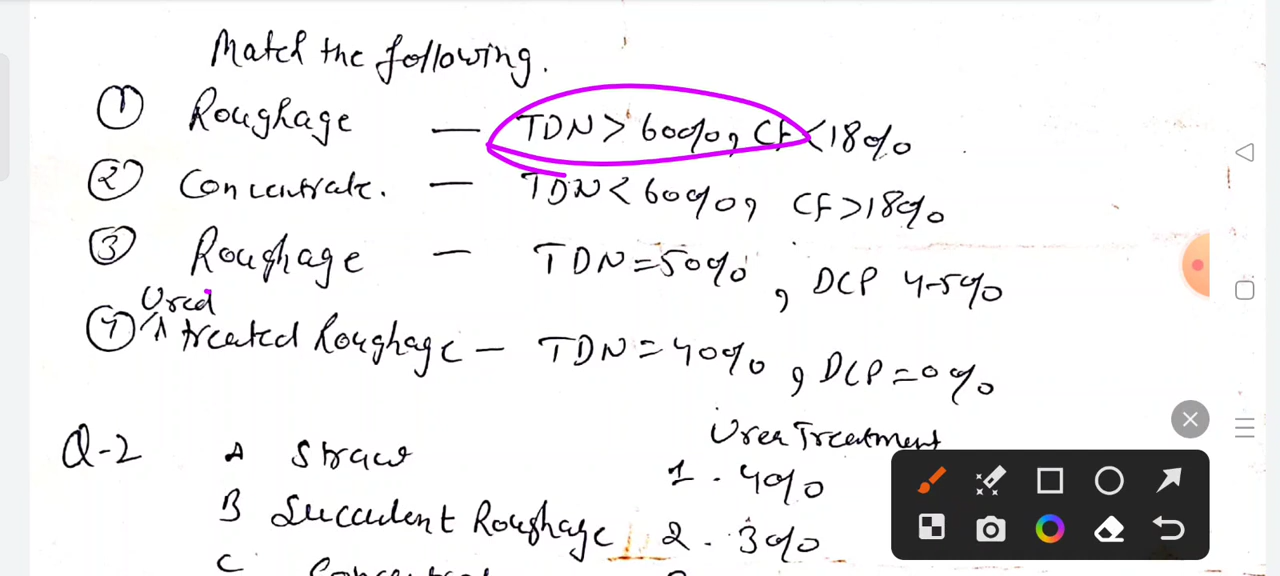 Match the following.
① Roughage — TDN > 60%, CF < 18%
② Concentrate. — TDN < 60%, CF > 18%
③ Roughage — TDN = 50%, DCP 4-5%
Urea
④ ^ treated Roughage — TDN = 40%, DCP = 0%
Urea Treatment
Q-2 A Straw 1. 4%
B Succulent Roughage 2. 3%
C